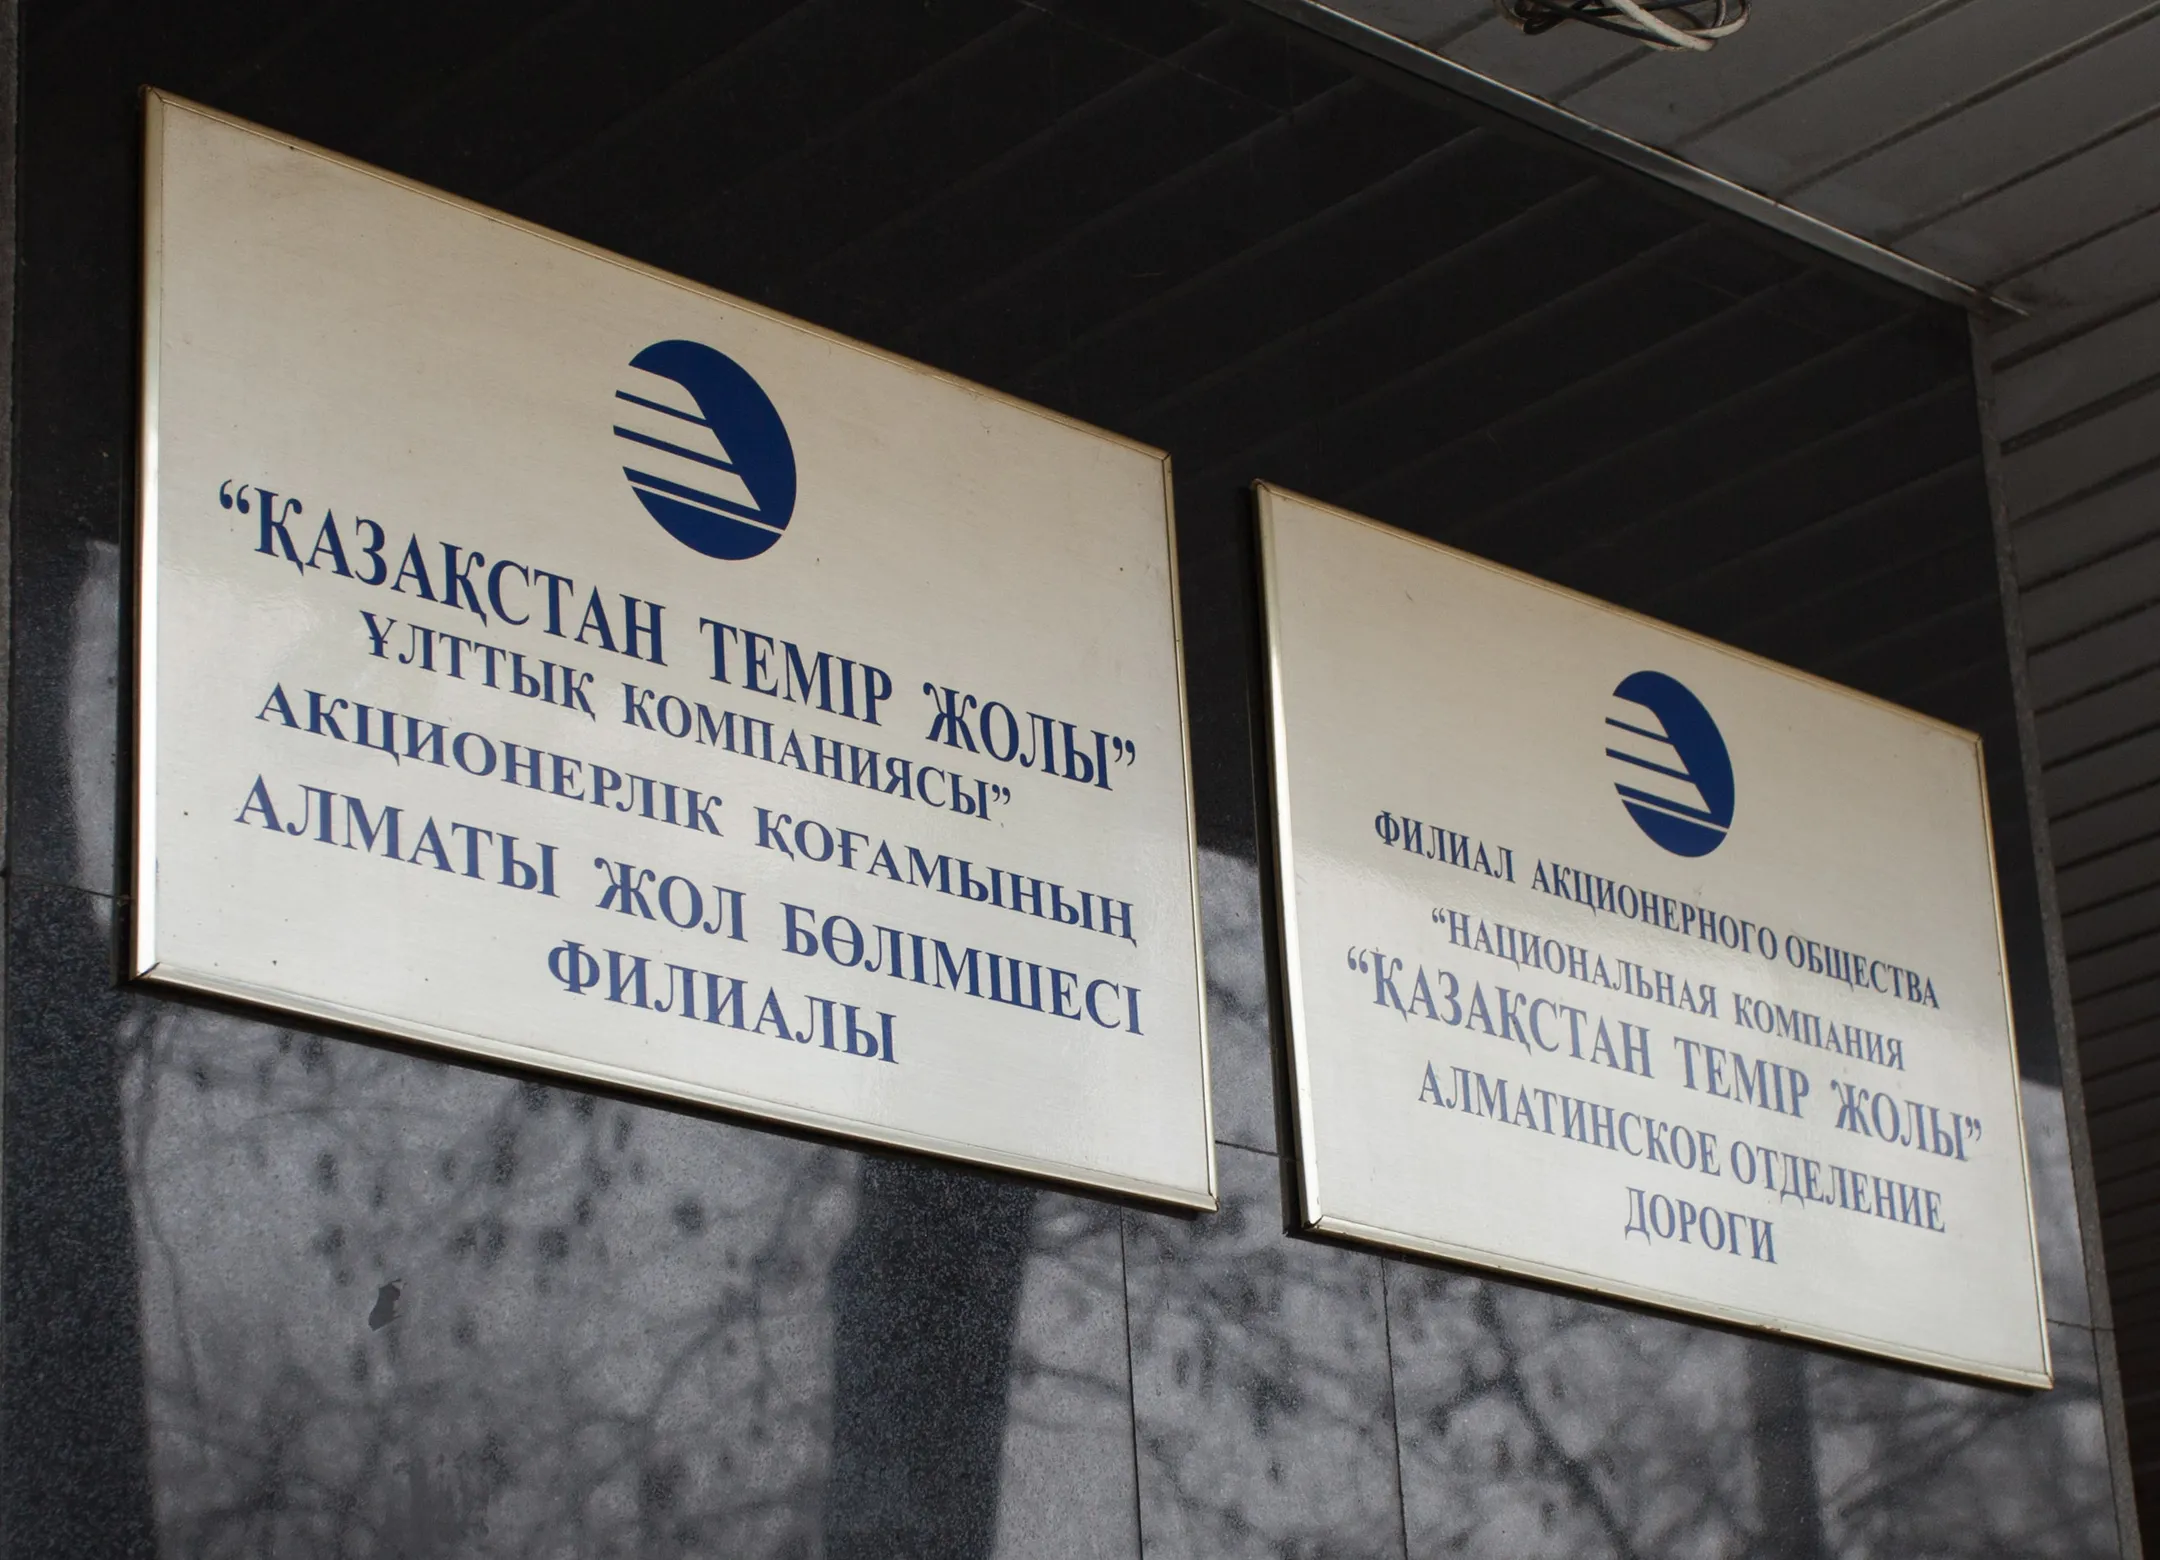 “ҚАЗАҚСТАН ТЕМІР ЖОЛЫ”
ҰЛТТЫҚ КОМПАНИЯСЫ”
АКЦИОНЕРЛІК ҚОҒАМЫНЫҢ
АЛМАТЫ ЖОЛ БӨЛІМШЕСІ
ФИЛИАЛЫ
ФИЛИАЛ АКЦИОНЕРНОГО ОБЩЕСТВА
“НАЦИОНАЛЬНАЯ КОМПАНИЯ
“ҚАЗАҚСТАН ТЕМІР ЖОЛЫ”
АЛМАТИНСКОЕ ОТДЕЛЕНИЕ
ДОРОГИ